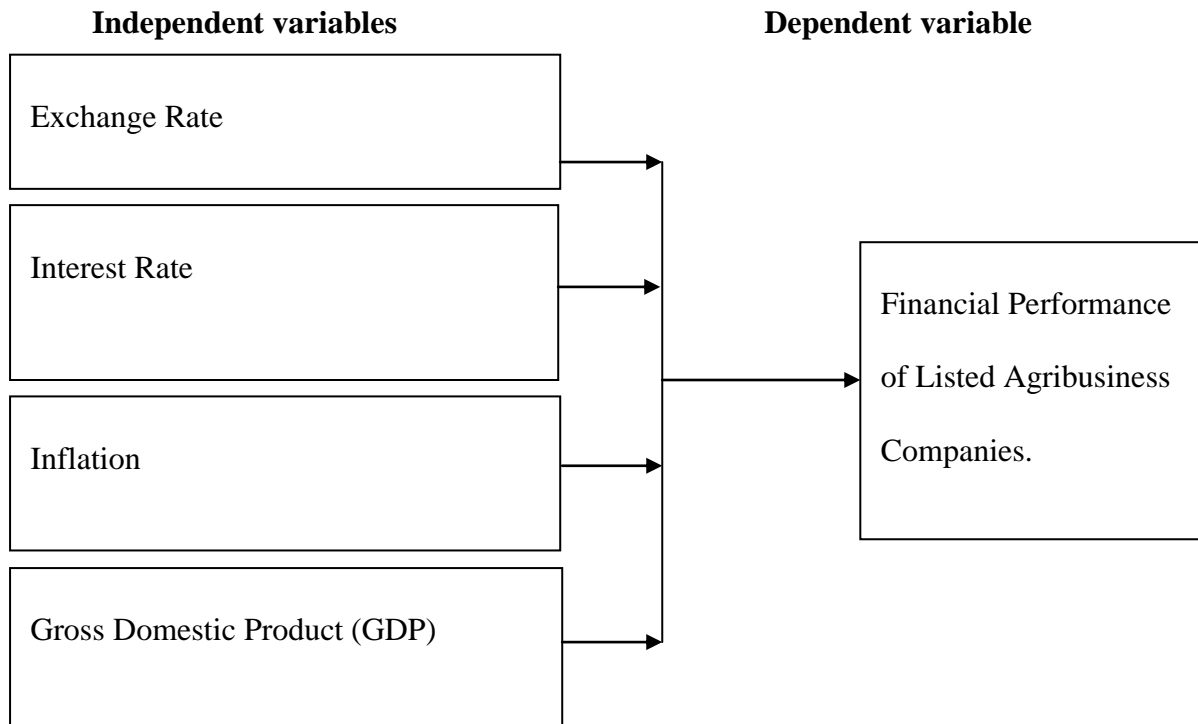 Independent variables
Dependent variable
Exchange Rate
Interest Rate
Financial Performance
of Listed Agribusiness
Companies.
Inflation
Gross Domestic Product (GDP)